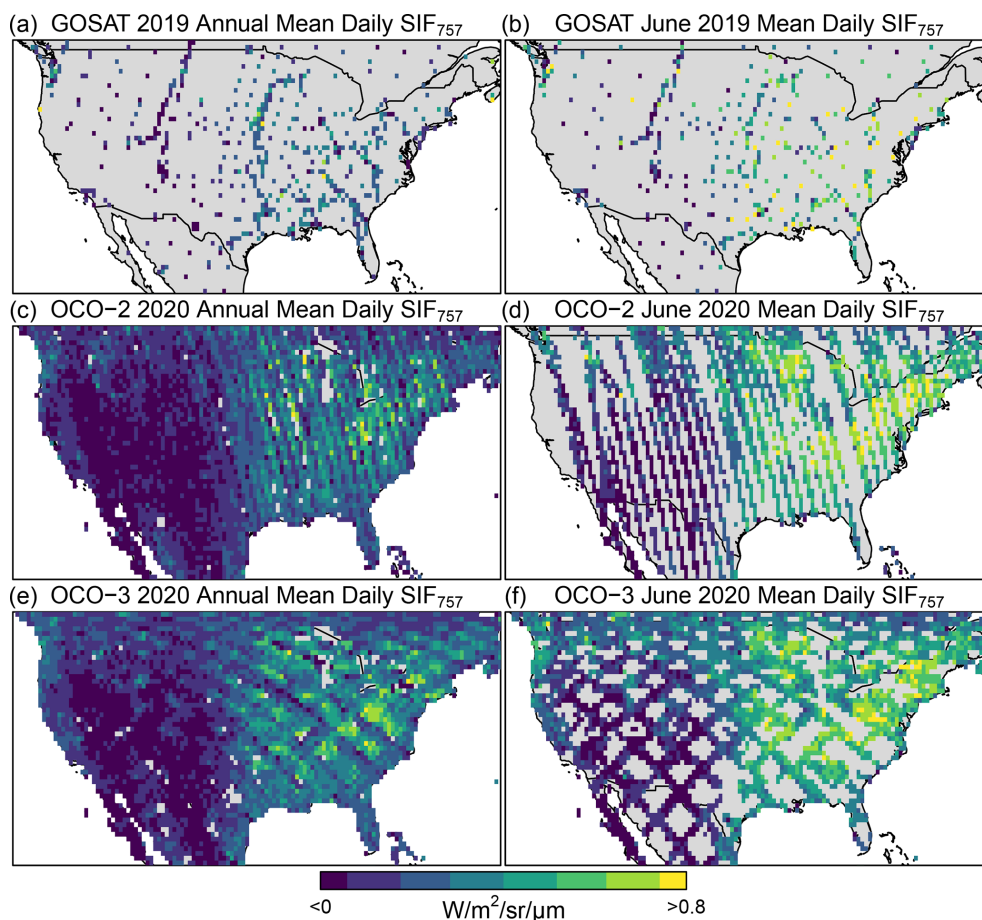 (a) GOSAT 2019 Annual Mean Daily SIF₇₅₇
(b) GOSAT June 2019 Mean Daily SIF₇₅₇
(c) OCO−2 2020 Annual Mean Daily SIF₇₅₇
(d) OCO−2 June 2020 Mean Daily SIF₇₅₇
(e) OCO−3 2020 Annual Mean Daily SIF₇₅₇
(f) OCO−3 June 2020 Mean Daily SIF₇₅₇
<0 W/m²/sr/µm >0.8